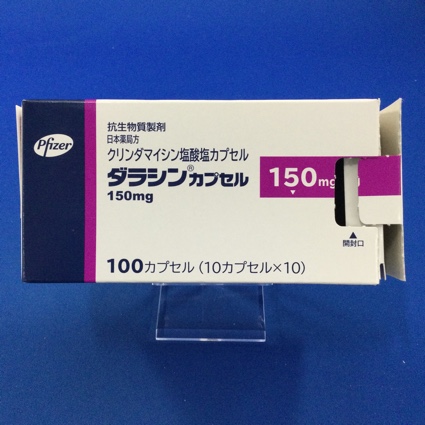 Pfizer
抗生物質製剤
日本薬局方
クリンダマイシン塩酸塩カプセル
ダラシン®カプセル
150mg
150mg
開封口
100カプセル (10カプセル×10)